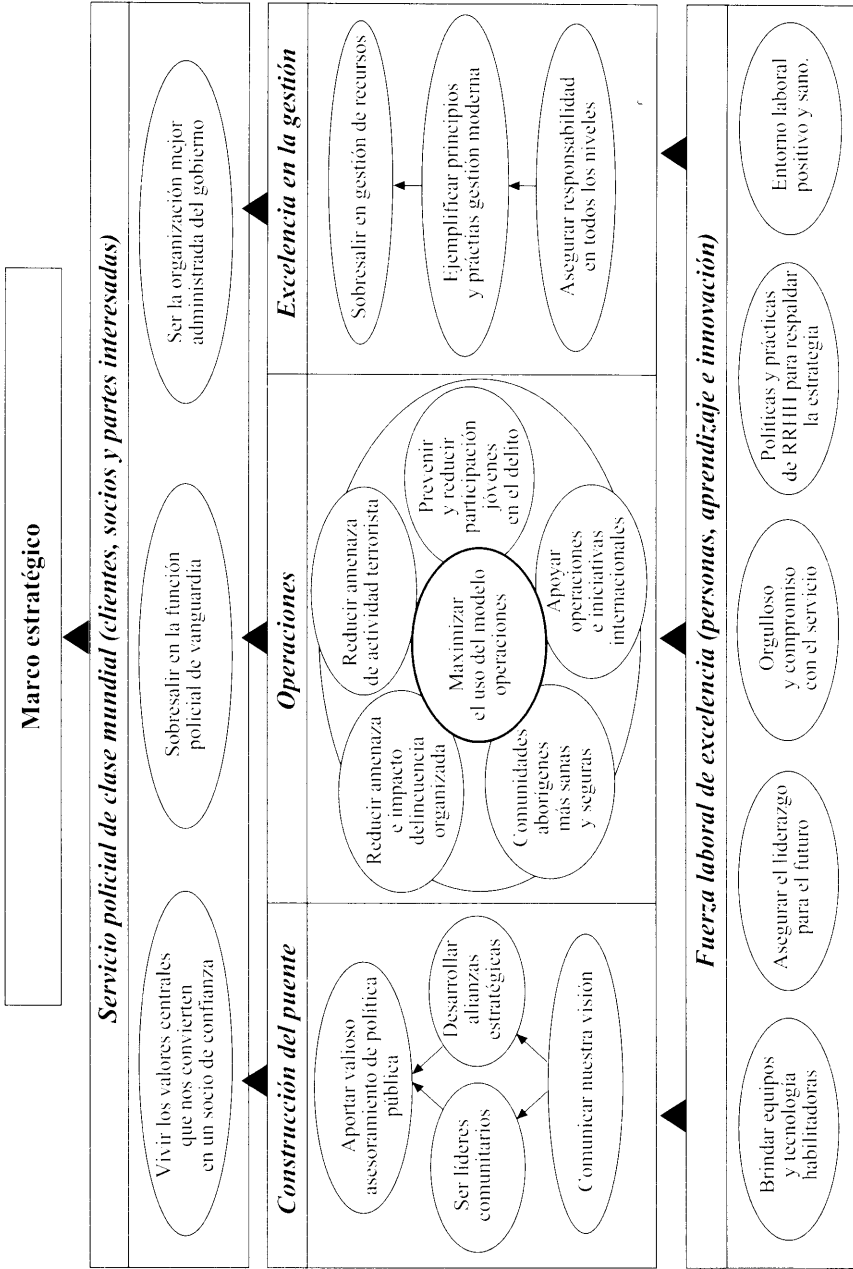 Marco estratégico
Servicio policial de clase mundial (clientes, socios y partes interesadas)
Vivir los valores centrales
que nos convierten
en un socio de confianza
Sobresalir en la función
policial de vanguardia
Ser la organización mejor
administrada del gobierno
Construcción del puente
Aportar valioso
asesoramiento de política
pública
Ser líderes
comunitarios
Desarrollar
alianzas
estratégicas
Comunicar nuestra visión
Operaciones
Reducir amenaza
e impacto
delincuencia
organizada
Reducir amenaza
de actividad terrorista
Prevenir
y reducir
participación
jóvenes
en el delito
Maximizar
el uso del modelo
operaciones
Comunidades
aborígenes
más sanas
y seguras
Apoyar
operaciones
e iniciativas
internacionales
Excelencia en la gestión
Sobresalir en gestión de recursos
Ejemplificar principios
y práctias gestión moderna
Asegurar responsabilidad
en todos los niveles
Fuerza laboral de excelencia (personas, aprendizaje e innovación)
Brindar equipos
y tecnología
habilitadoras
Asegurar el liderazgo
para el futuro
Orgulloso
y compromiso
con el servicio
Políticas y prácticas
de RRHH para respaldar
la estrategia
Entorno laboral
positivo y sano.